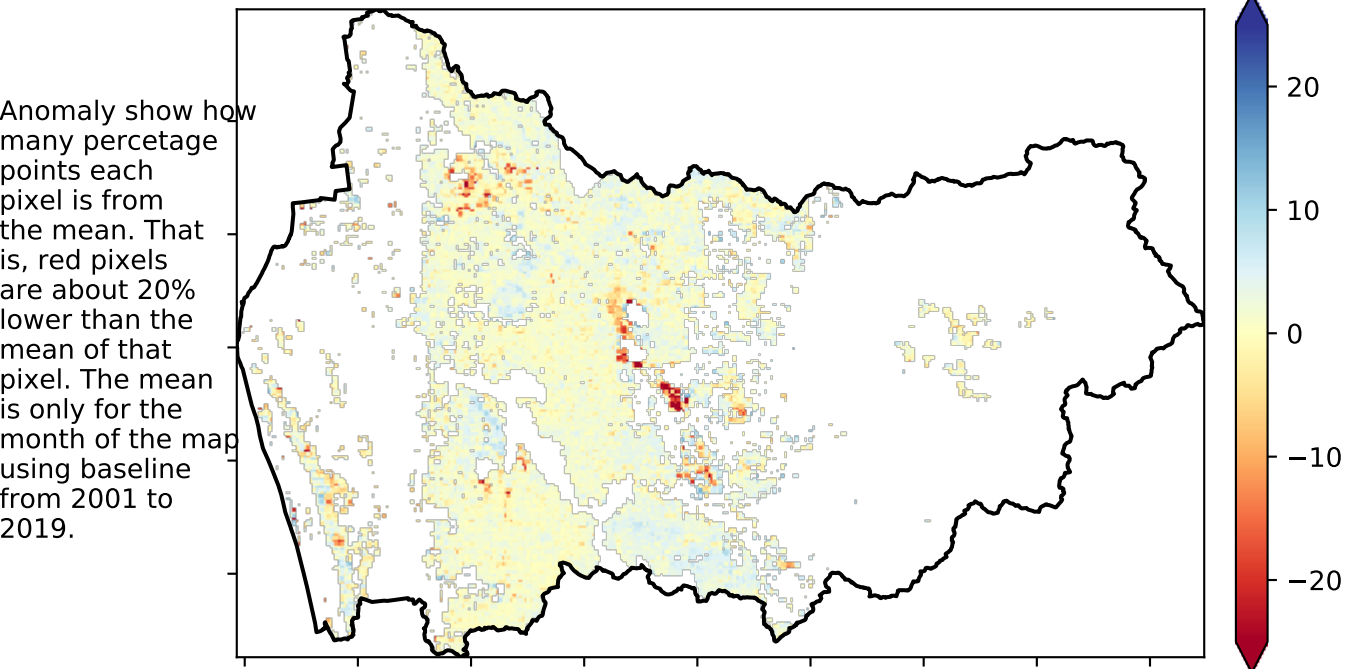 Anomaly show how
many percetage
points each
pixel is from
the mean. That
is, red pixels
are about 20%
lower than the
mean of that
pixel. The mean
is only for the
month of the map
using baseline
from 2001 to
2019.
20
10
0
−10
−20